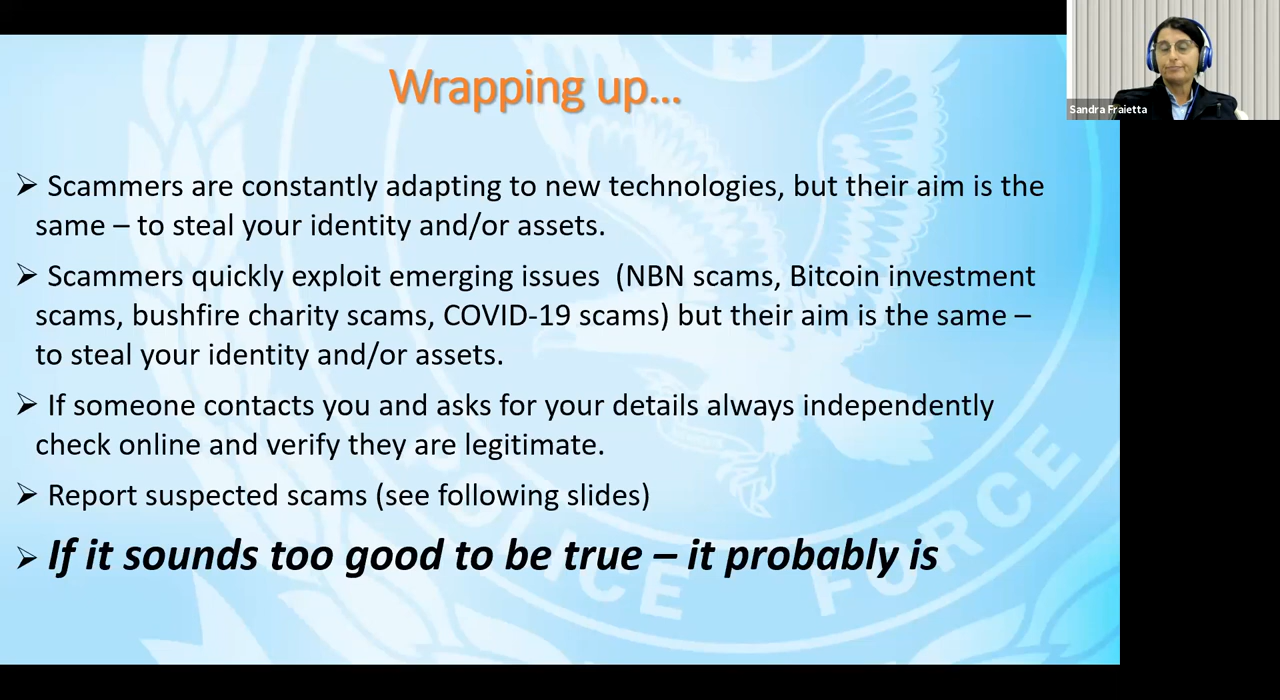 Wrapping up...
Sandra Fraietta
➢ Scammers are constantly adapting to new technologies, but their aim is the
same – to steal your identity and/or assets.
➢ Scammers quickly exploit emerging issues  (NBN scams, Bitcoin investment
scams, bushfire charity scams, COVID-19 scams) but their aim is the same –
to steal your identity and/or assets.
➢ If someone contacts you and asks for your details always independently
check online and verify they are legitimate.
➢ Report suspected scams (see following slides)
➢ If it sounds too good to be true – it probably is
POLICE FORCE